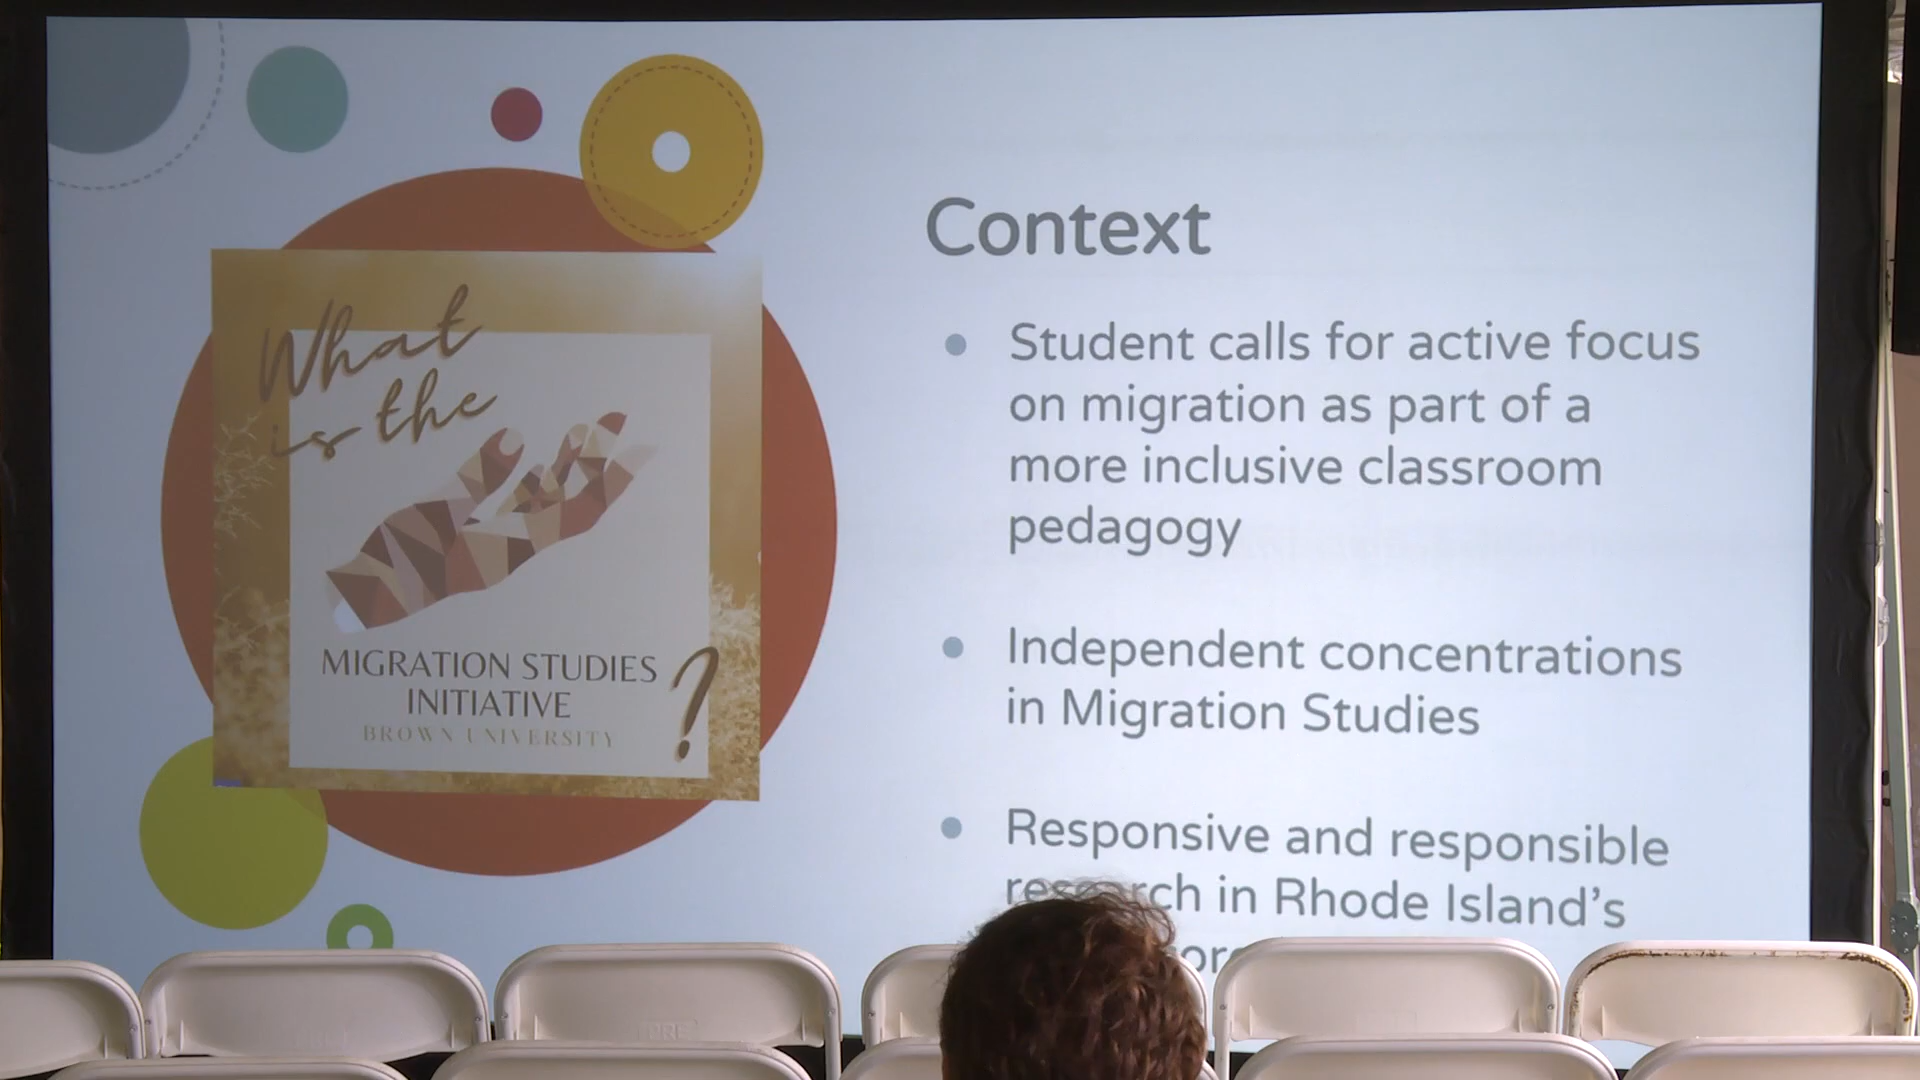 What
is the
MIGRATION STUDIES
INITIATIVE
?
BROWN UNIVERSITY
Context
Student calls for active focus
on migration as part of a
more inclusive classroom
pedagogy
Independent concentrations
in Migration Studies
Responsive and responsible
research in Rhode Island's